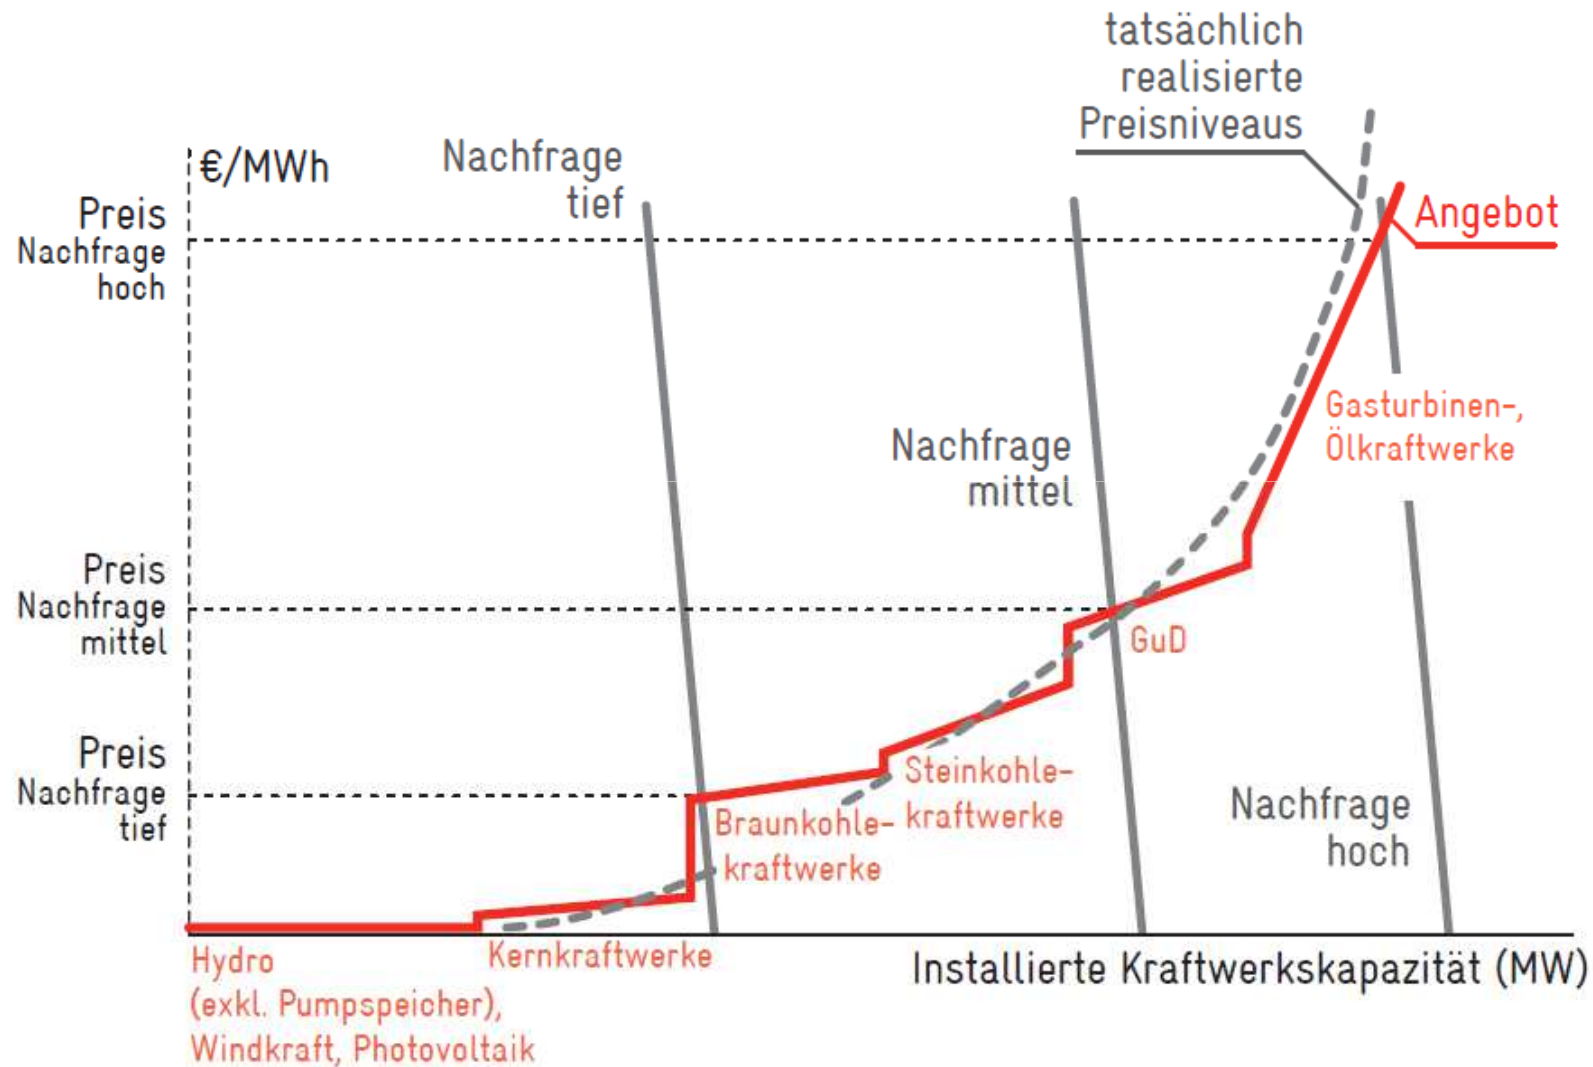 tatsächlich
realisierte
Preisniveaus
€/MWh
Nachfrage
tief
Preis
Nachfrage
hoch
Angebot
Gasturbinen-,
Ölkraftwerke
Nachfrage
mittel
Preis
Nachfrage
mittel
GuD
Preis
Nachfrage
tief
Steinkohle-
kraftwerke
Braunkohle-
kraftwerke
Nachfrage
hoch
Kernkraftwerke
Installierte Kraftwerkskapazität (MW)
Hydro
(exkl. Pumpspeicher),
Windkraft, Photovoltaik